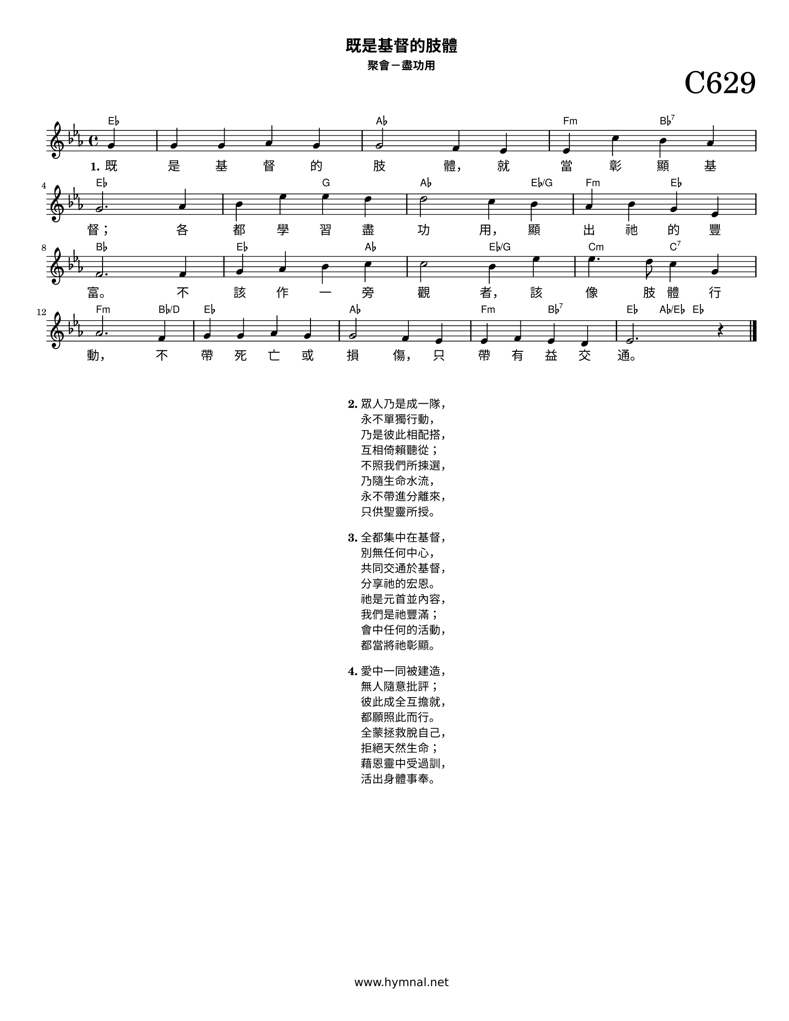 既是基督的肢體
聚會－盡功用
C629
E♭ A♭ Fm B♭7
1. 既 是 基 督 的 肢 體， 就 當 彰 顯 基
4
E♭ G A♭ E♭/G Fm E♭
督； 各 都 學 習 盡 功 用， 顯 出 祂 的 豐
8
B♭ E♭ A♭ E♭/G Cm C7
富。 不 該 作 一 旁 觀 者， 該 像 肢 體 行
12
Fm B♭/D E♭ A♭ Fm B♭7 E♭ A♭/E♭ E♭
動， 不 帶 死 亡 或 損 傷， 只 帶 有 益 交 通。
2. 眾人乃是成一隊，
永不單獨行動，
乃是彼此相配搭，
互相倚賴聽從；
不照我們所揀選，
乃隨生命水流，
永不帶進分離來，
只供聖靈所授。
3. 全都集中在基督，
別無任何中心，
共同交通於基督，
分享祂的宏恩。
祂是元首並內容，
我們是祂豐滿；
會中任何的活動，
都當將祂彰顯。
4. 愛中一同被建造，
無人隨意批評；
彼此成全互擔就，
都願照此而行。
全蒙拯救脫自己，
拒絕天然生命；
藉恩靈中受過訓，
活出身體事奉。
www.hymnal.net